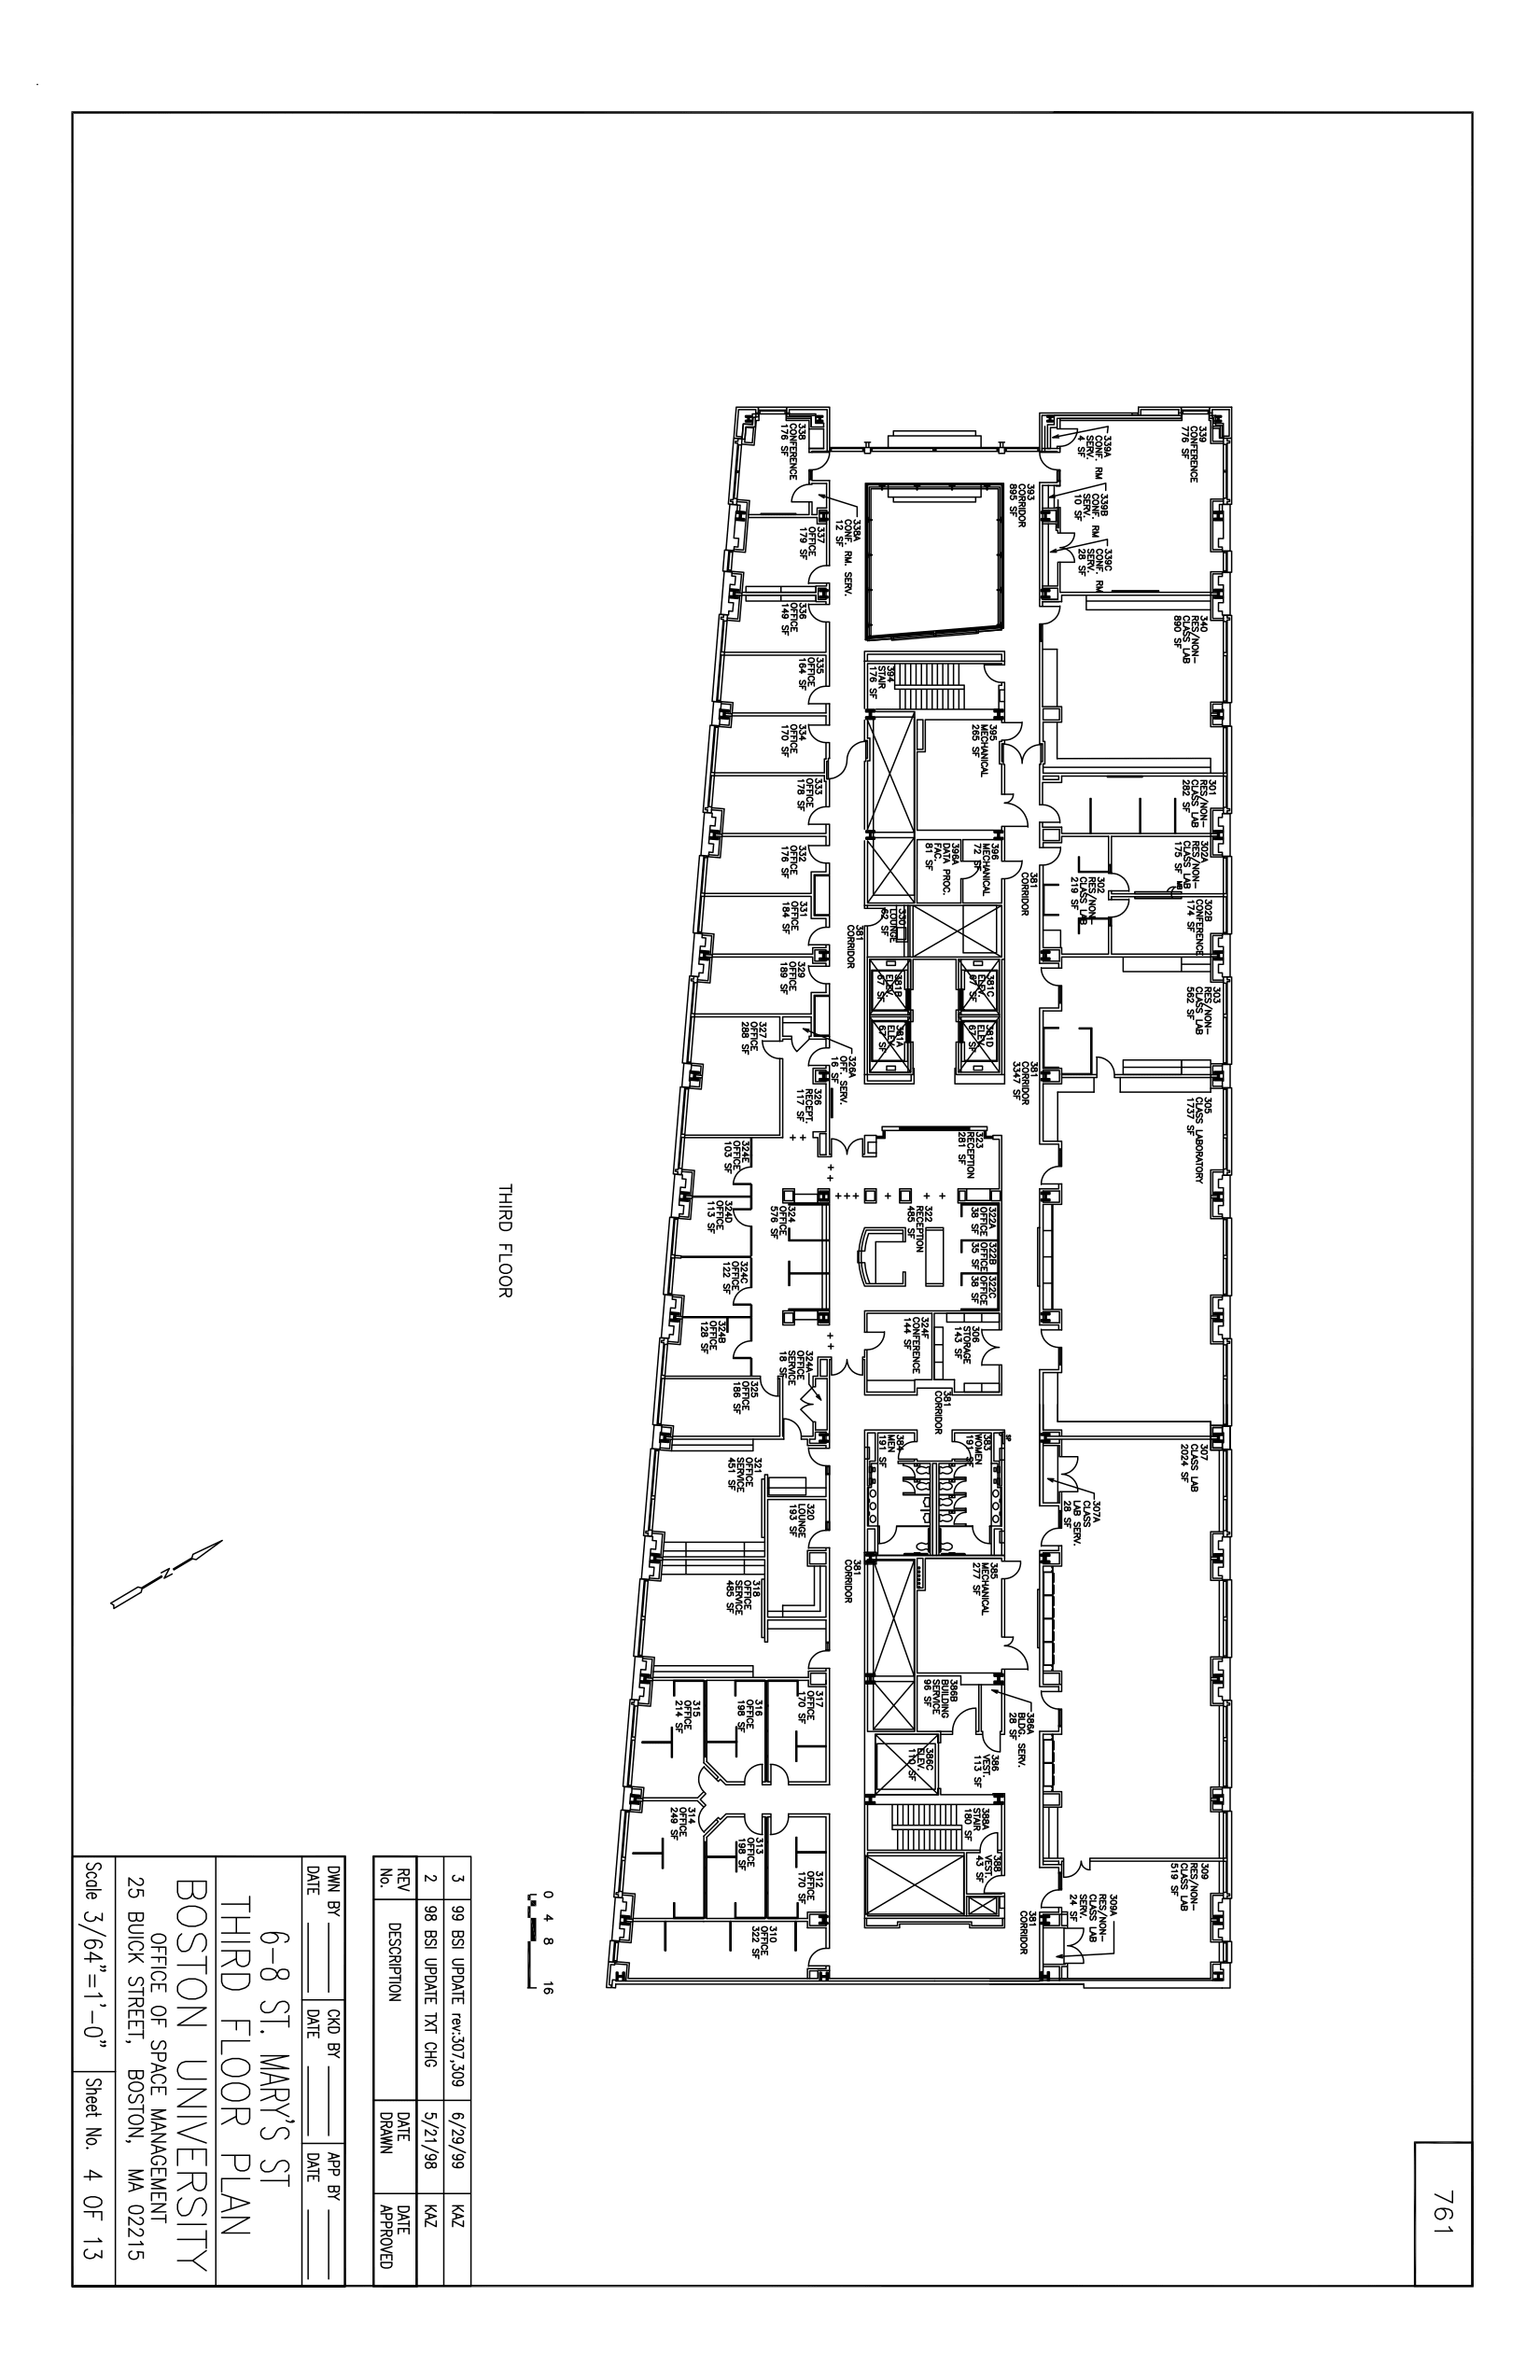 761
339
CONFERENCE
776 SF
339A
CONF. RM
SERV.
4 SF
339B
CONF. RM
SERV.
10 SF
339C
CONF. RM
SERV.
28 SF
340
RES/NON-
CLASS LAB
890 SF
301
RES/NON-
CLASS LAB
282 SF
302A
RES/NON-
CLASS LAB
175 SF
302B
CONFERENCE
174 SF
302
RES/NON-
CLASS LAB
219 SF
303
RES/NON-
CLASS LAB
562 SF
305
CLASS LABORATORY
1737 SF
307
CLASS LAB
2024 SF
307A
CLASS
LAB SERV.
28 SF
309
RES/NON-
CLASS LAB
519 SF
309A
RES/NON-
CLASS LAB
SERV.
24 SF
393
CORRIDOR
895 SF
381
CORRIDOR
381
CORRIDOR
3347 SF
381
CORRIDOR
394
STAIR
176 SF
395
MECHANICAL
265 SF
396
MECHANICAL
72 SF
396A
DATA PROC.
FAC.
81 SF
330
LOUNGE
62 SF
381C
ELEV.
67 SF
381D
ELEV.
67 SF
381B
ELEV.
67 SF
381A
ELEV.
67 SF
323
RECEPTION
281 SF
322
RECEPTION
485 SF
322A
OFFICE
38 SF
322B
OFFICE
35 SF
322C
OFFICE
38 SF
306
STORAGE
143 SF
324F
CONFERENCE
144 SF
381
CORRIDOR
SP
383
WOMEN
191 SF
384
MEN
191 SF
385
MECHANICAL
277 SF
386A
BLDG. SERV.
28 SF
386B
BUILDING
SERVICE
96 SF
386
VEST.
113 SF
386C
ELEV.
110 SF
388A
STAIR
180 SF
388
VEST.
43 SF
381
CORRIDOR
381
CORRIDOR
338
CONFERENCE
176 SF
338A
CONF. RM. SERV.
12 SF
337
OFFICE
179 SF
336
OFFICE
149 SF
335
OFFICE
164 SF
334
OFFICE
170 SF
333
OFFICE
178 SF
332
OFFICE
176 SF
331
OFFICE
184 SF
329
OFFICE
189 SF
327
OFFICE
288 SF
326A
OFF. SERV.
16 SF
326
RECEPT.
117 SF
324E
OFFICE
103 SF
324D
OFFICE
113 SF
324
OFFICE
576 SF
324C
OFFICE
122 SF
324B
OFFICE
128 SF
324A
OFFICE
SERVICE
18 SF
325
OFFICE
186 SF
321
OFFICE
SERVICE
451 SF
320
LOUNGE
193 SF
318
OFFICE
SERVICE
485 SF
317
OFFICE
170 SF
316
OFFICE
198 SF
315
OFFICE
214 SF
314
OFFICE
249 SF
313
OFFICE
198 SF
312
OFFICE
170 SF
310
OFFICE
322 SF
THIRD FLOOR
0 4 8 16
N
3 99 BSI UPDATE rev:307,309 6/29/99 KAZ
2 98 BSI UPDATE TXT CHG 5/21/98 KAZ
REV No. DESCRIPTION DATE DRAWN DATE APPROVED
DWN BY CKD BY APP BY
DATE DATE DATE
6-8 ST. MARY'S ST
THIRD FLOOR PLAN
BOSTON UNIVERSITY
OFFICE OF SPACE MANAGEMENT
25 BUICK STREET, BOSTON, MA 02215
Scale 3/64"=1'-0" Sheet No. 4 OF 13